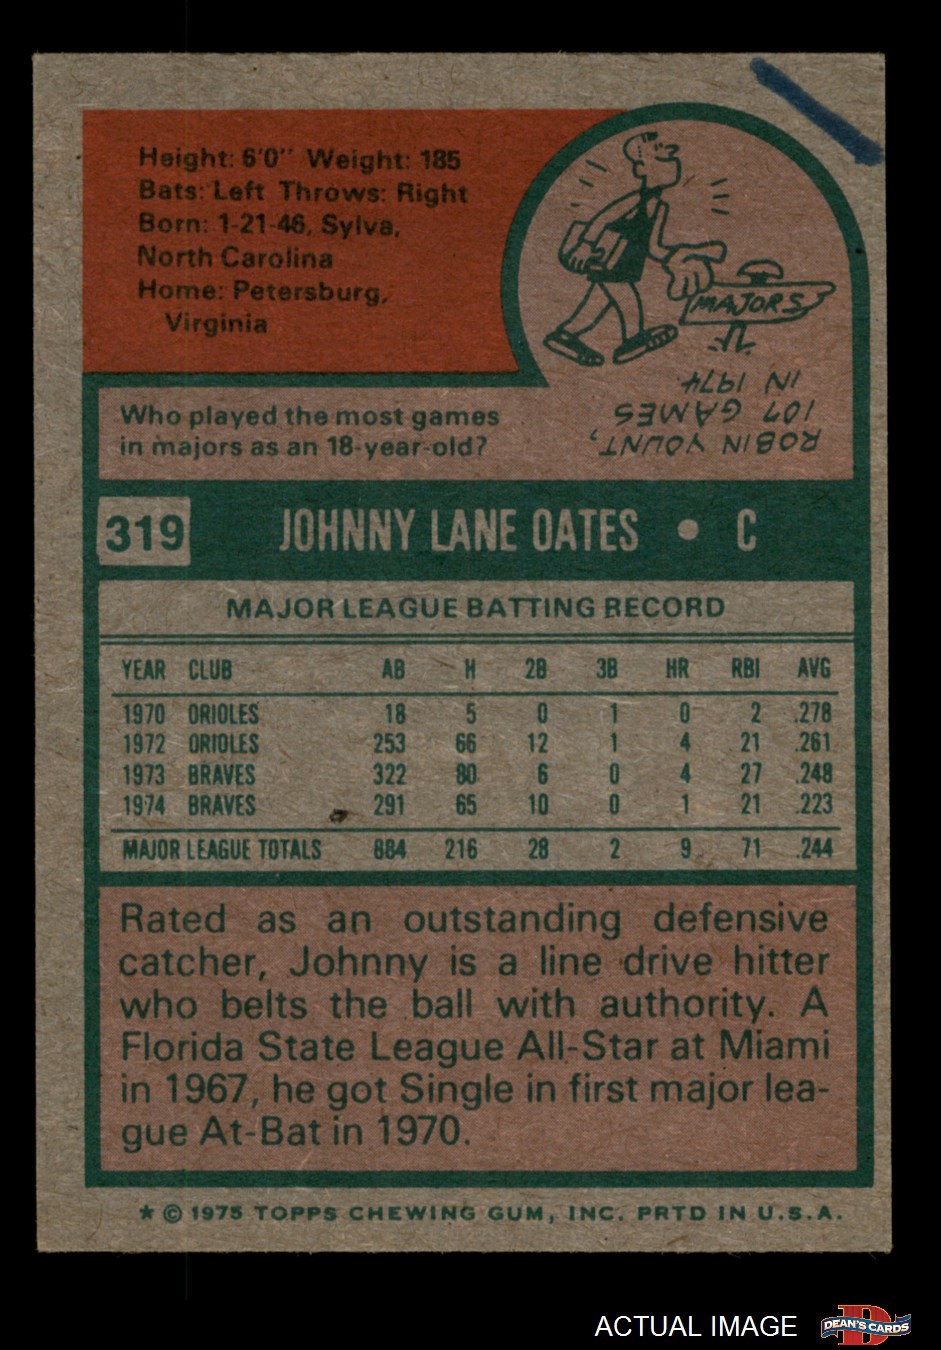 Height: 6'0" Weight: 185
Bats: Left Throws: Right
Born: 1-21-46, Sylva,
North Carolina
Home: Petersburg,
Virginia
MAJORS
Who played the most games
in majors as an 18-year-old?
ROBIN YOUNT,
107 GAMES
IN 1974.
319 JOHNNY LANE OATES • C
MAJOR LEAGUE BATTING RECORD
YEAR CLUB AB H 2B 3B HR RBI AVG
1970 ORIOLES 18 5 0 1 0 2 .278
1972 ORIOLES 253 66 12 1 4 21 .261
1973 BRAVES 322 80 6 0 4 27 .248
1974 BRAVES 291 65 10 0 1 21 .223
MAJOR LEAGUE TOTALS 884 216 28 2 9 71 .244
Rated as an outstanding defensive
catcher, Johnny is a line drive hitter
who belts the ball with authority. A
Florida State League All-Star at Miami
in 1967, he got Single in first major lea-
gue At-Bat in 1970.
* © 1975 TOPPS CHEWING GUM, INC. PRTD IN U.S.A.
ACTUAL IMAGE
D
DEAN'S CARDS